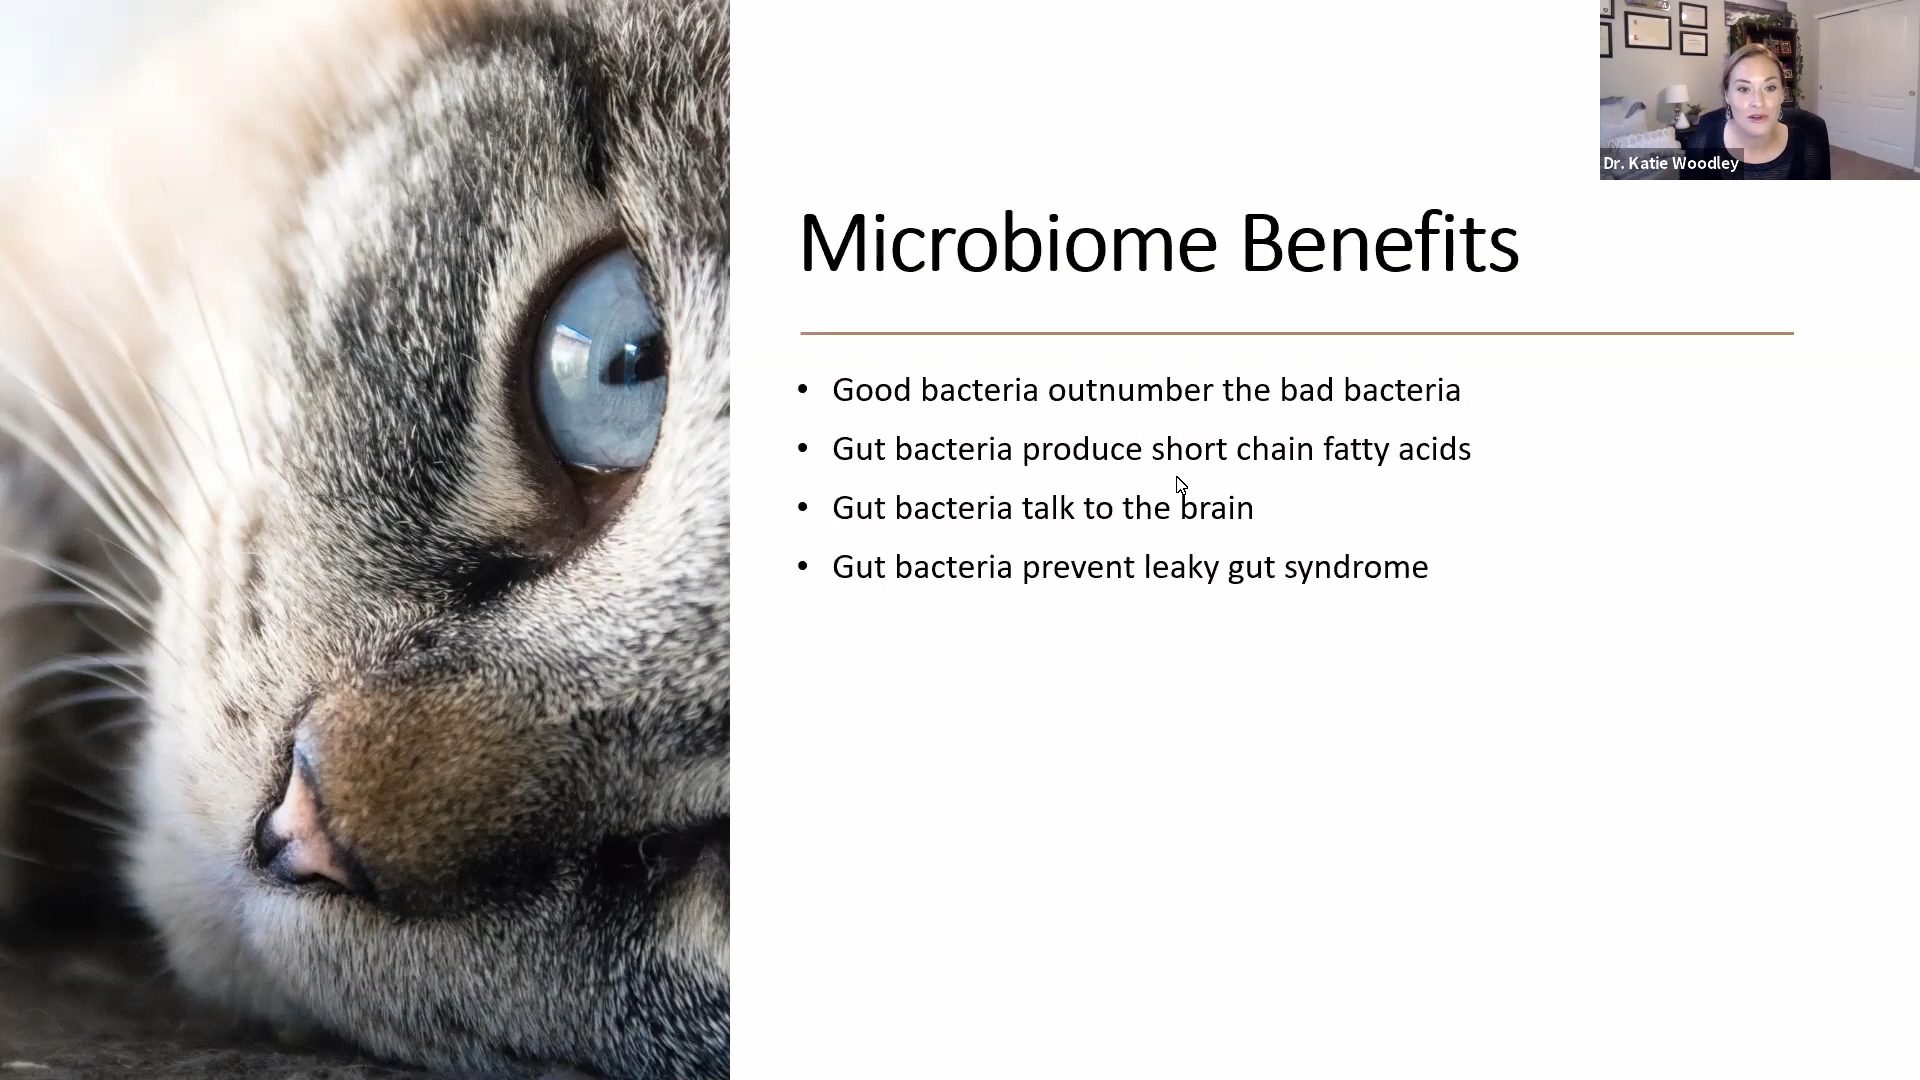 Dr. Katie Woodley
Microbiome Benefits
• Good bacteria outnumber the bad bacteria
• Gut bacteria produce short chain fatty acids
• Gut bacteria talk to the brain
• Gut bacteria prevent leaky gut syndrome